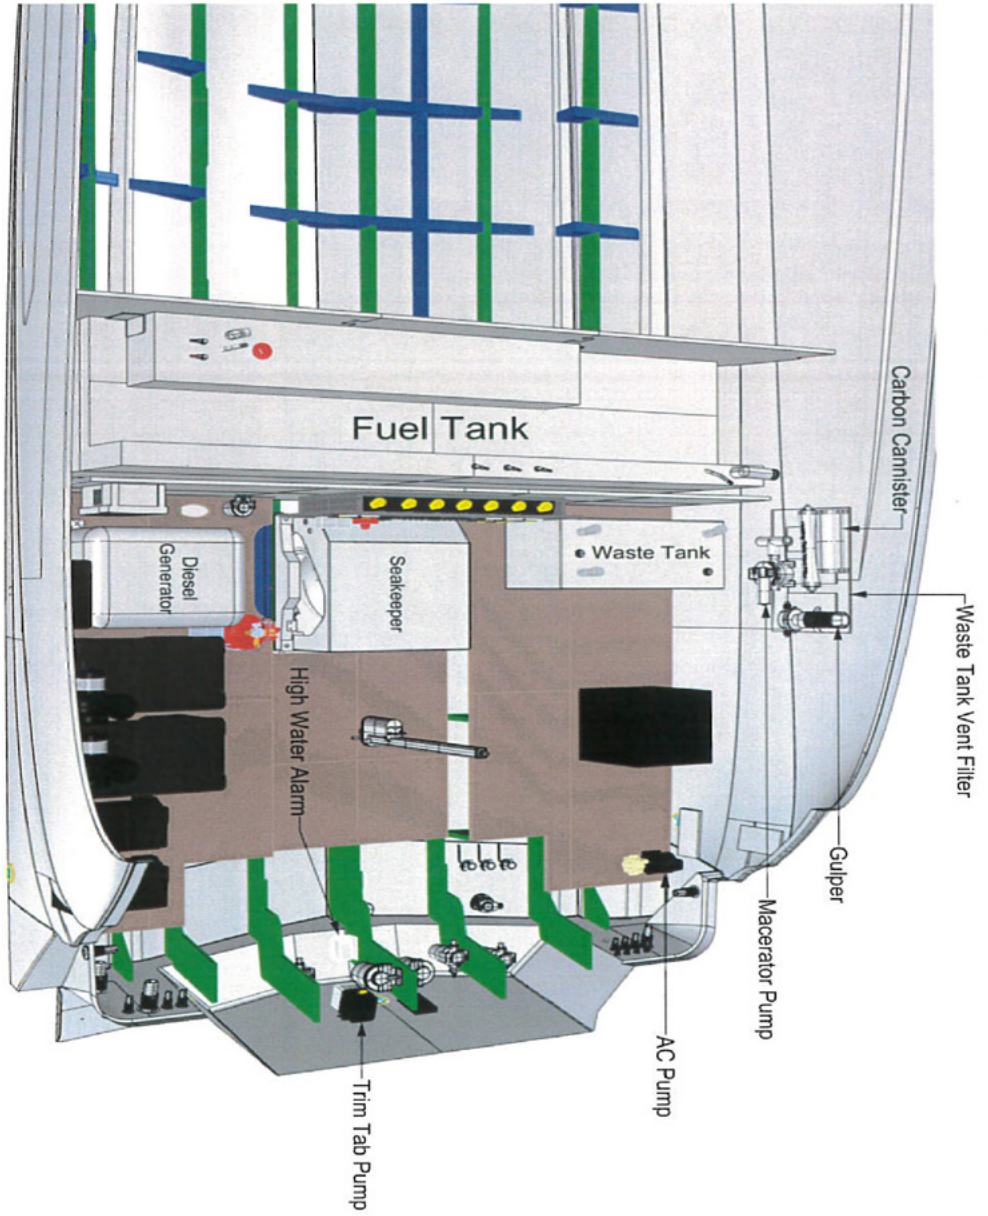 Carbon Cannister
Waste Tank Vent Filter
Gulper
Macerator Pump
AC Pump
Trim Tab Pump
Fuel Tank
Waste Tank
Seakeeper
Diesel
Generator
High Water Alarm